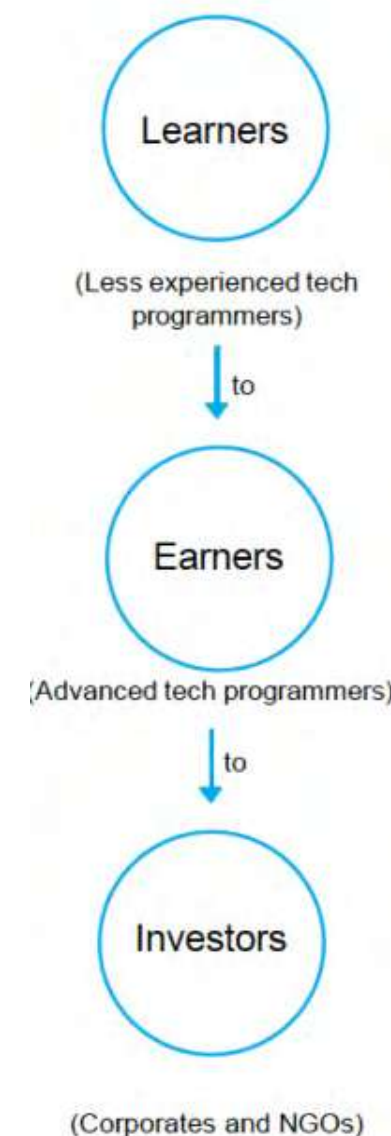 Learners
(Less experienced tech
programmers)
to
Earners
(Advanced tech programmers)
to
Investors
(Corporates and NGOs)